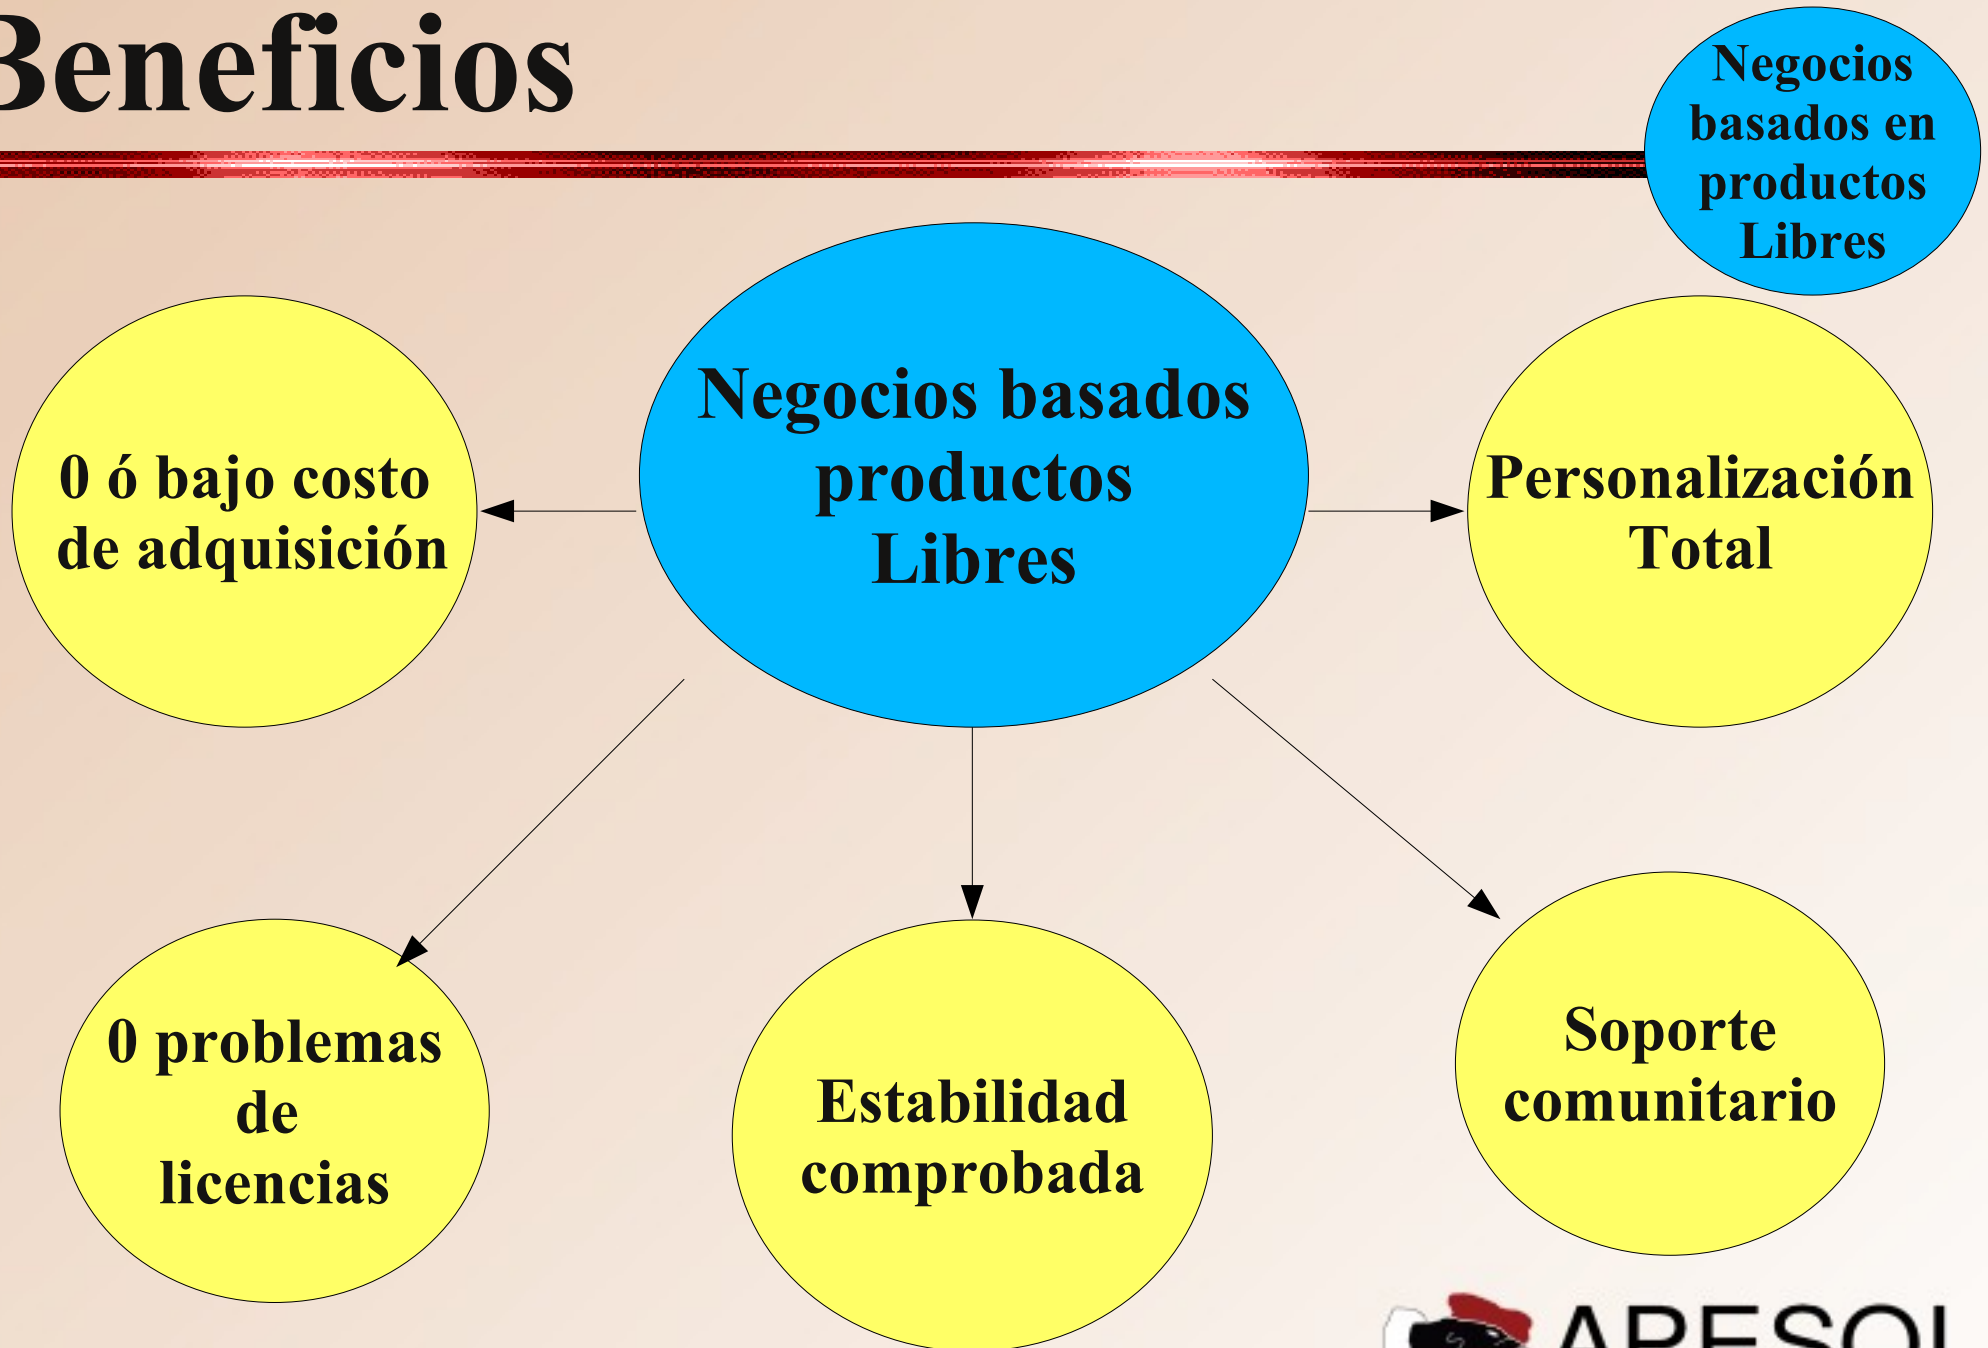 Beneficios
Negocios
basados en
productos
Libres
Negocios basados
productos
Libres
0 ó bajo costo
de adquisición
Personalización
Total
0 problemas
de
licencias
Estabilidad
comprobada
Soporte
comunitario
APESOL